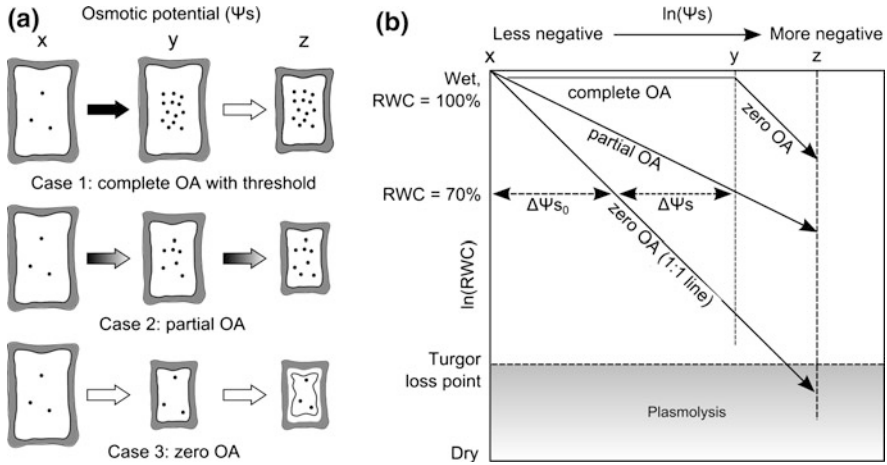 (a)
Osmotic potential (Ψs)
x y z
Case 1: complete OA with threshold
Case 2: partial OA
Case 3: zero OA
(b)
ln(Ψs)
Less negative More negative
x y z
Wet,
RWC = 100%
complete OA
zero OA
partial OA
RWC = 70%
ΔΨs₀ ΔΨs
zero OA (1:1 line)
ln(RWC)
Turgor
loss point
Plasmolysis
Dry